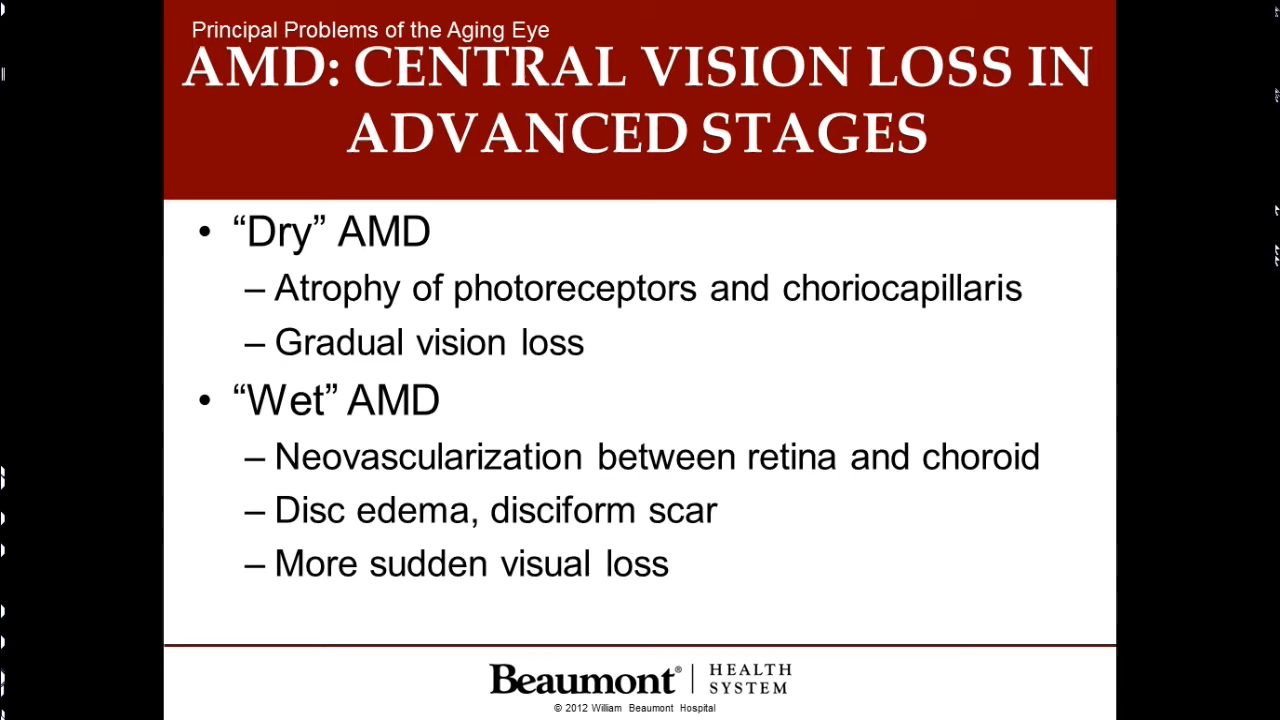 Principal Problems of the Aging Eye
AMD: CENTRAL VISION LOSS IN
ADVANCED STAGES
• “Dry” AMD
– Atrophy of photoreceptors and choriocapillaris
– Gradual vision loss
• “Wet” AMD
– Neovascularization between retina and choroid
– Disc edema, disciform scar
– More sudden visual loss
Beaumont® | HEALTH
SYSTEM
© 2012 William Beaumont Hospital